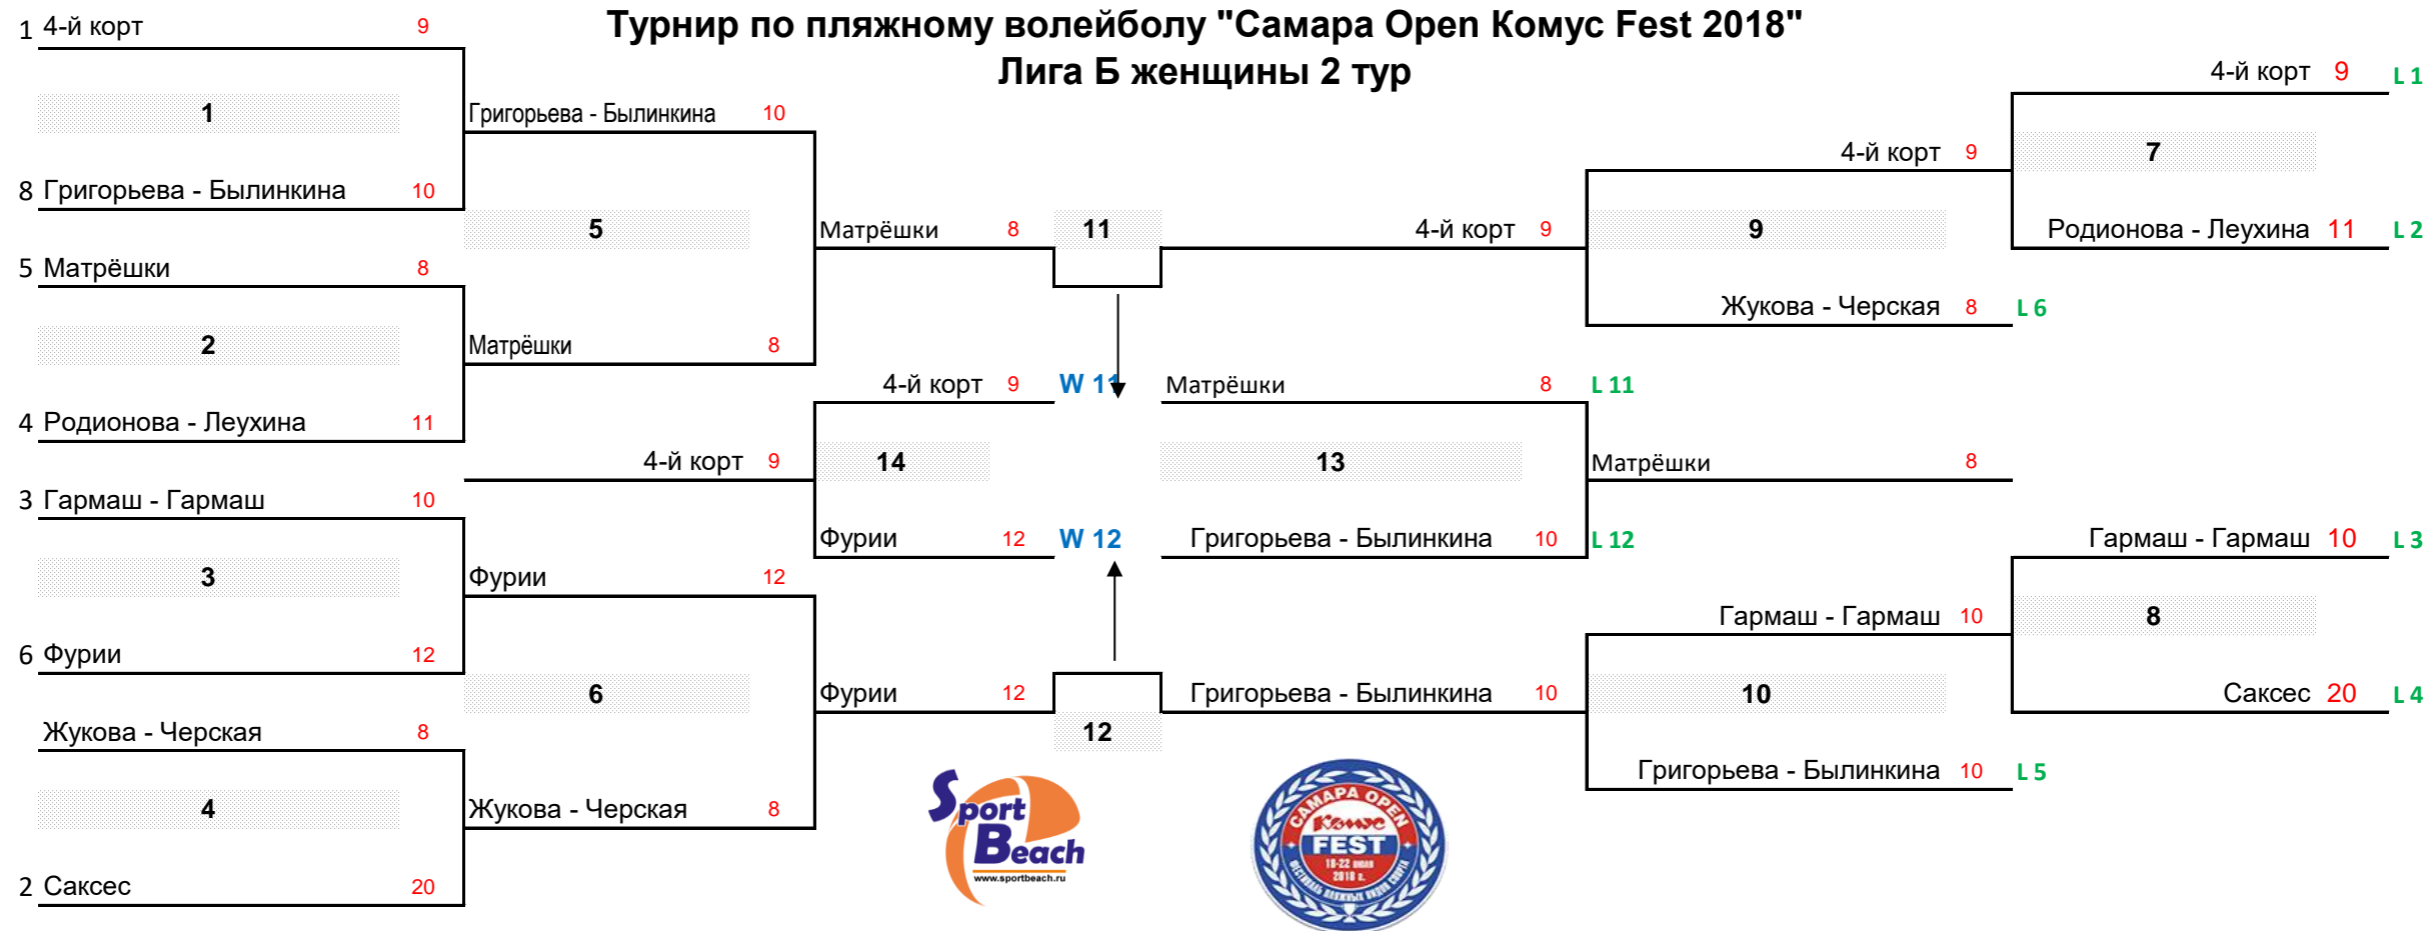 Турнир по пляжному волейболу "Самара Open Комус Fest 2018"
Лига Б женщины 2 тур
1 4-й корт 9
1
8 Григорьева - Былинкина 10
5 Матрёшки 8
2
4 Родионова - Леухина 11
3 Гармаш - Гармаш 10
3
6 Фурии 12
Жукова - Черская 8
4
2 Саксес 20
Григорьева - Былинкина 10
5
Матрёшки 8
4-й корт 9
Фурии 12
6
Жукова - Черская 8
Матрёшки 8
11
4-й корт 9
4-й корт 9 W 11
14
Фурии 12 W 12
Фурии 12
12
Григорьева - Былинкина 10
Матрёшки 8 L 11
13
Григорьева - Былинкина 10 L 12
Матрёшки 8
4-й корт 9
9
Жукова - Черская 8 L 6
Гармаш - Гармаш 10
10
Григорьева - Былинкина 10 L 5
4-й корт 9 L 1
7
Родионова - Леухина 11 L 2
Гармаш - Гармаш 10 L 3
8
Саксес 20 L 4
Sport
Beach
www.sportbeach.ru
САМАРА OPEN
Комус
FEST
18-22 июля
2018 г.